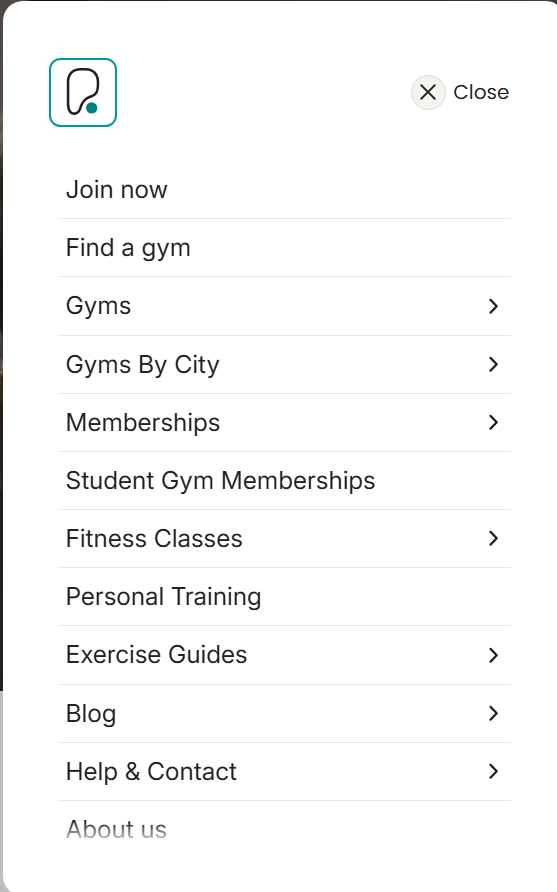 Close
Join now
Find a gym
Gyms
Gyms By City
Memberships
Student Gym Memberships
Fitness Classes
Personal Training
Exercise Guides
Blog
Help & Contact
About us